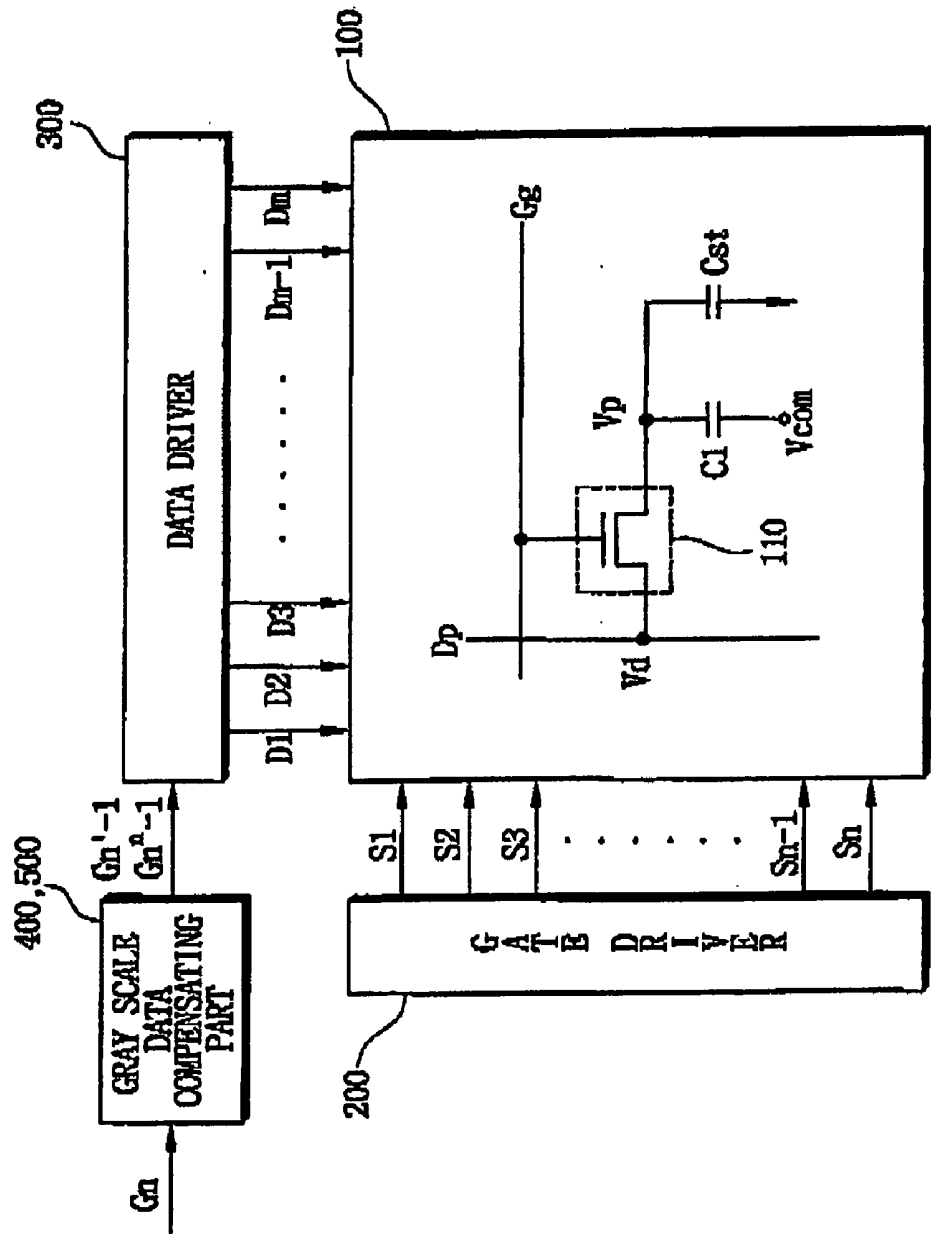 400,500
300
100
200
110
Gn
GRAY SCALE
DATA
COMPENSATING
PART
Gn'-1
Gn"-1
DATA DRIVER
D1
D2
D3
Dm-1
Dm
GATE DRIVER
S1
S2
S3
Sn-1
Sn
Dp
Gg
Vd
Vp
Cl
Cst
Vcom